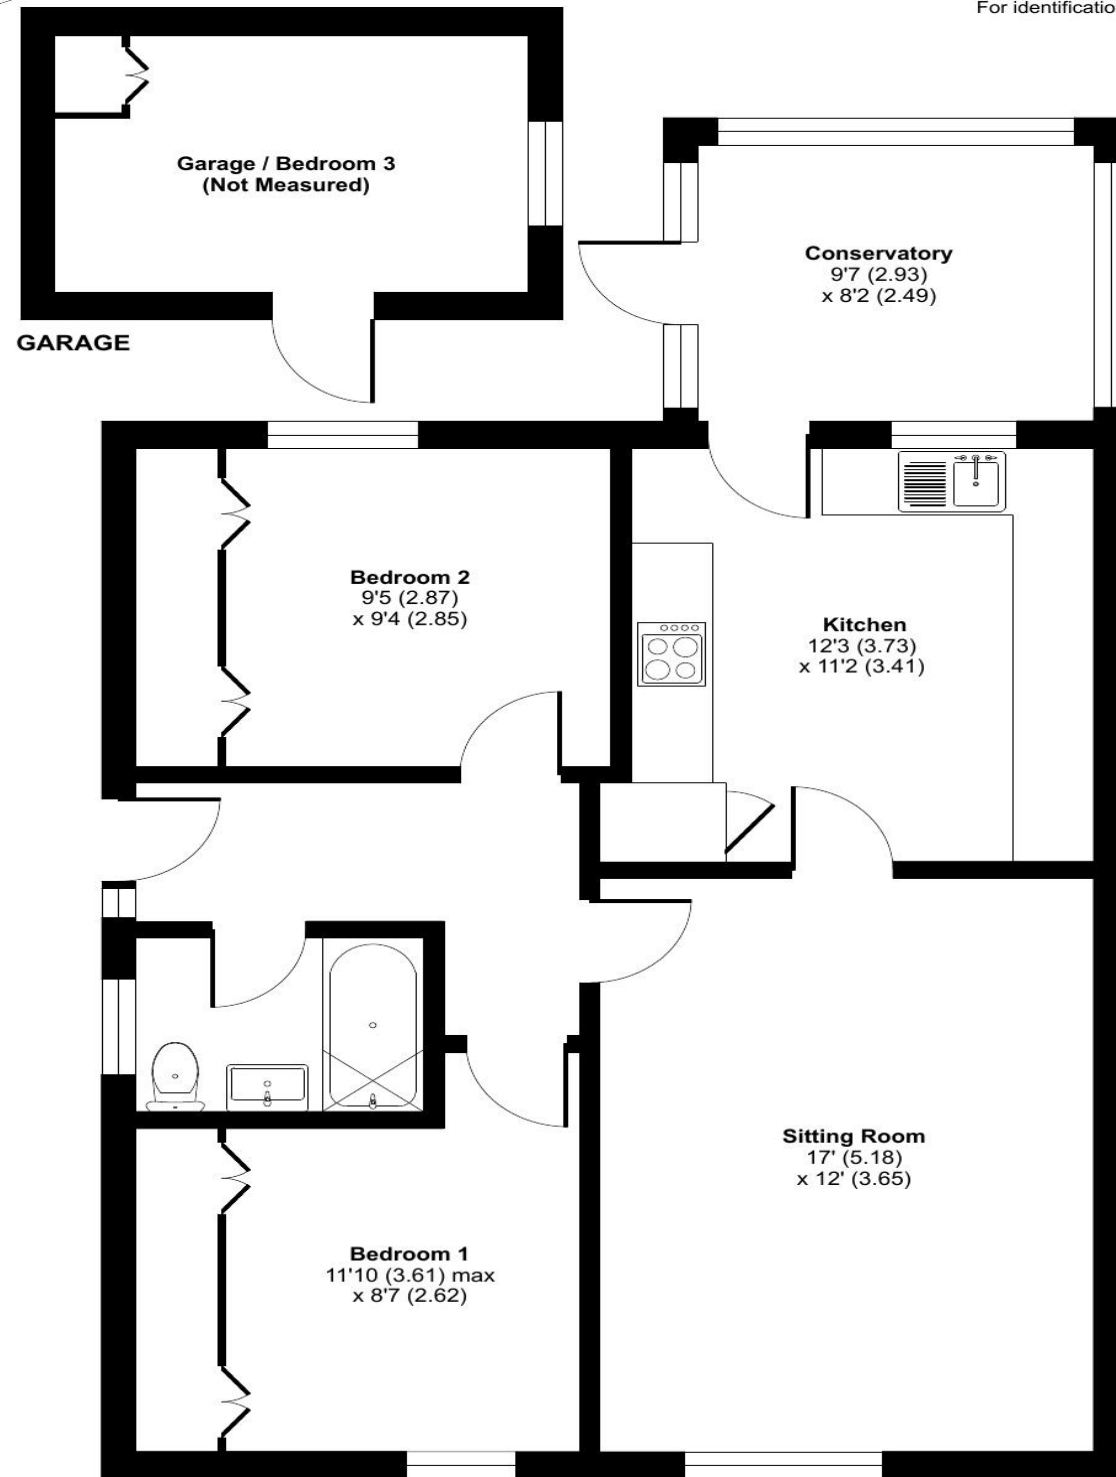 For identificatio
Garage / Bedroom 3
(Not Measured)
GARAGE
Conservatory
9'7 (2.93)
x 8'2 (2.49)
Bedroom 2
9'5 (2.87)
x 9'4 (2.85)
Kitchen
12'3 (3.73)
x 11'2 (3.41)
Sitting Room
17' (5.18)
x 12' (3.65)
Bedroom 1
11'10 (3.61) max
x 8'7 (2.62)